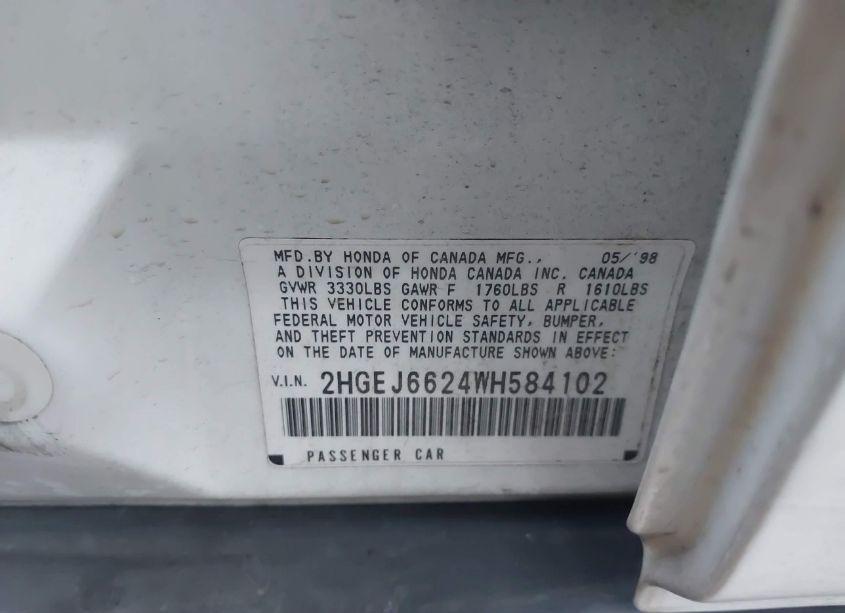 MFD.BY HONDA OF CANADA MFG., 05/'98
A DIVISION OF HONDA CANADA INC. CANADA
GVWR 3330LBS GAWR F 1760LBS R 1610LBS
THIS VEHICLE CONFORMS TO ALL APPLICABLE
FEDERAL MOTOR VEHICLE SAFETY, BUMPER,
AND THEFT PREVENTION STANDARDS IN EFFECT
ON THE DATE OF MANUFACTURE SHOWN ABOVE:
V.I.N. 2HGEJ6624WH584102
PASSENGER CAR